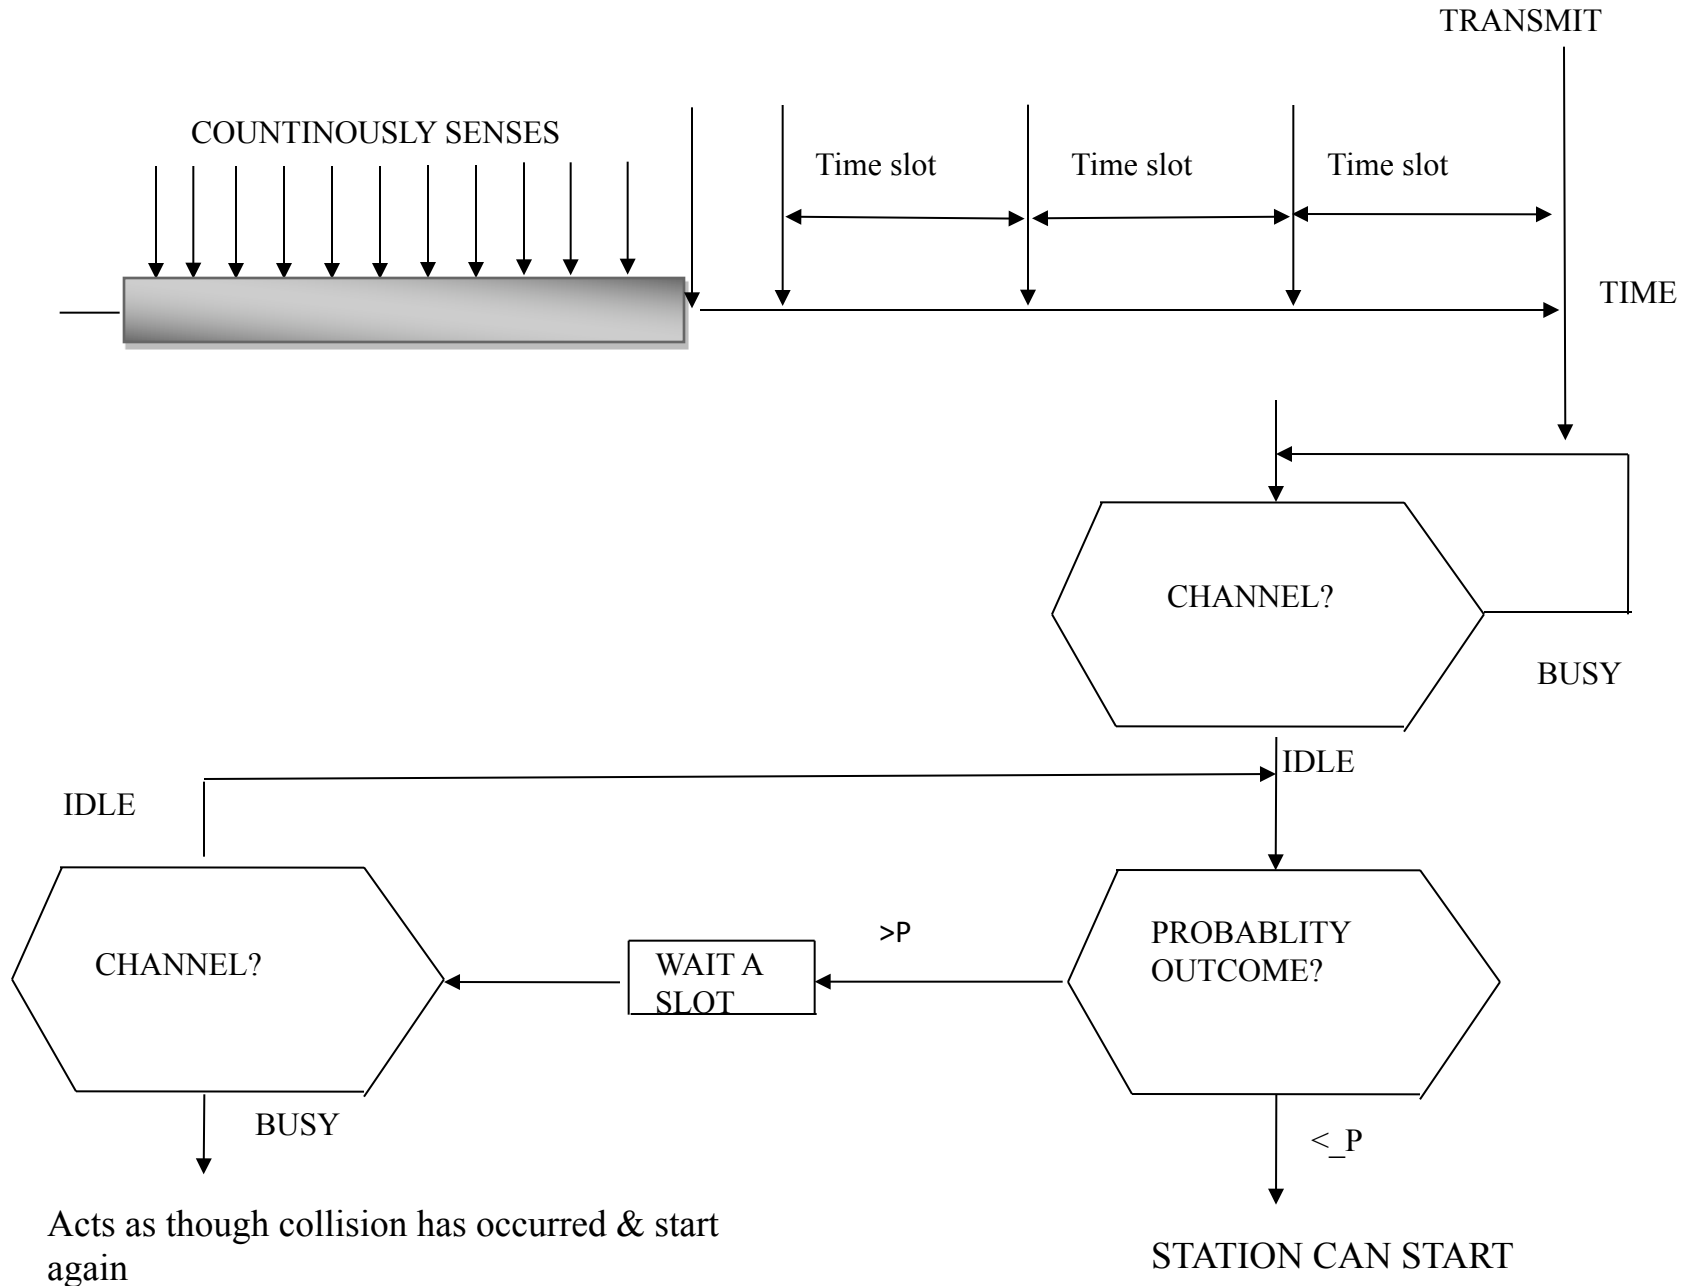 TRANSMIT
COUNTINOUSLY SENSES
Time slot
Time slot
Time slot
TIME
CHANNEL?
BUSY
IDLE
IDLE
CHANNEL?
WAIT A
SLOT
>P
PROBABLITY
OUTCOME?
BUSY
<_P
Acts as though collision has occurred & start
again
STATION CAN START